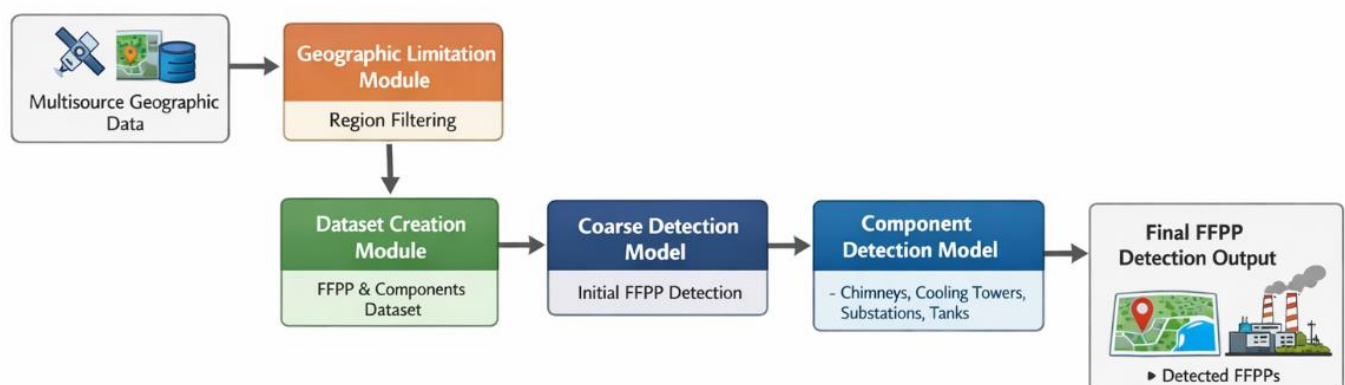 Multisource Geographic
Data
Geographic Limitation
Module
Region Filtering
Dataset Creation
Module
FFPP & Components
Dataset
Coarse Detection
Model
Initial FFPP Detection
Component
Detection Model
- Chimneys, Cooling Towers,
Substations, Tanks
Final FFPP
Detection Output
▸ Detected FFPPs